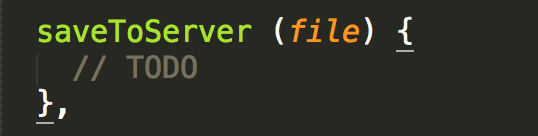 saveToServer (file) {
// TODO
},